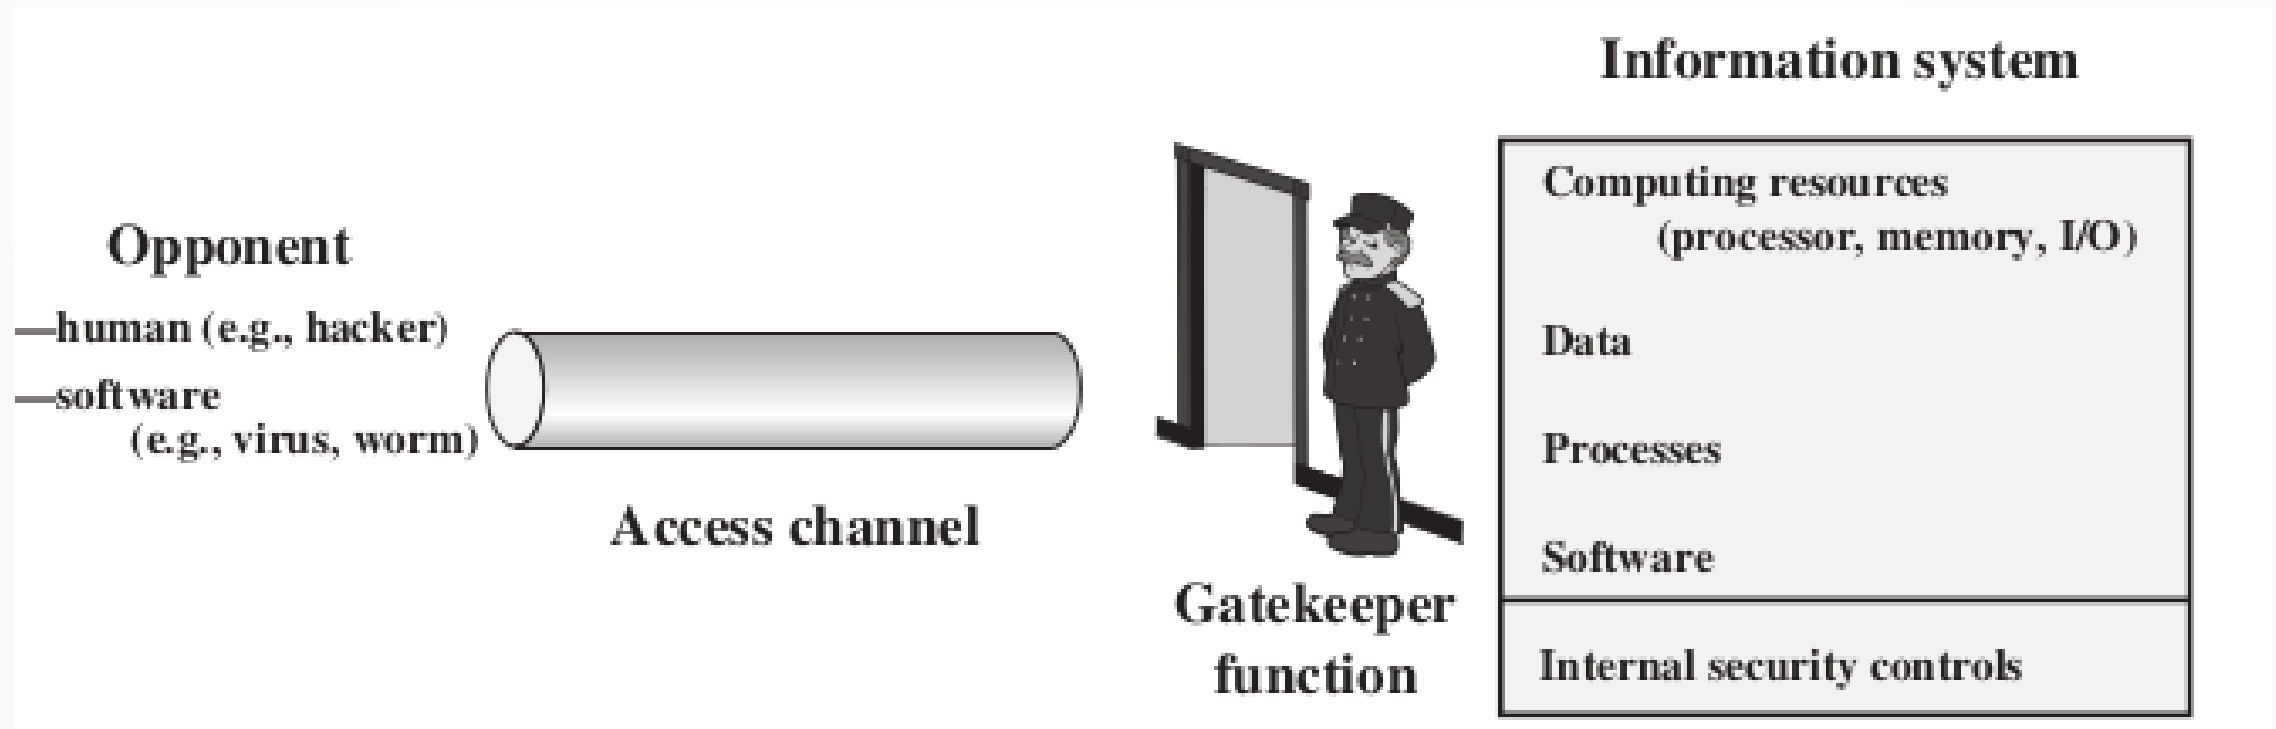 Information system
Opponent
—human (e.g., hacker)
—software
(e.g., virus, worm)
Access channel
Gatekeeper
function
Computing resources
(processor, memory, I/O)
Data
Processes
Software
Internal security controls